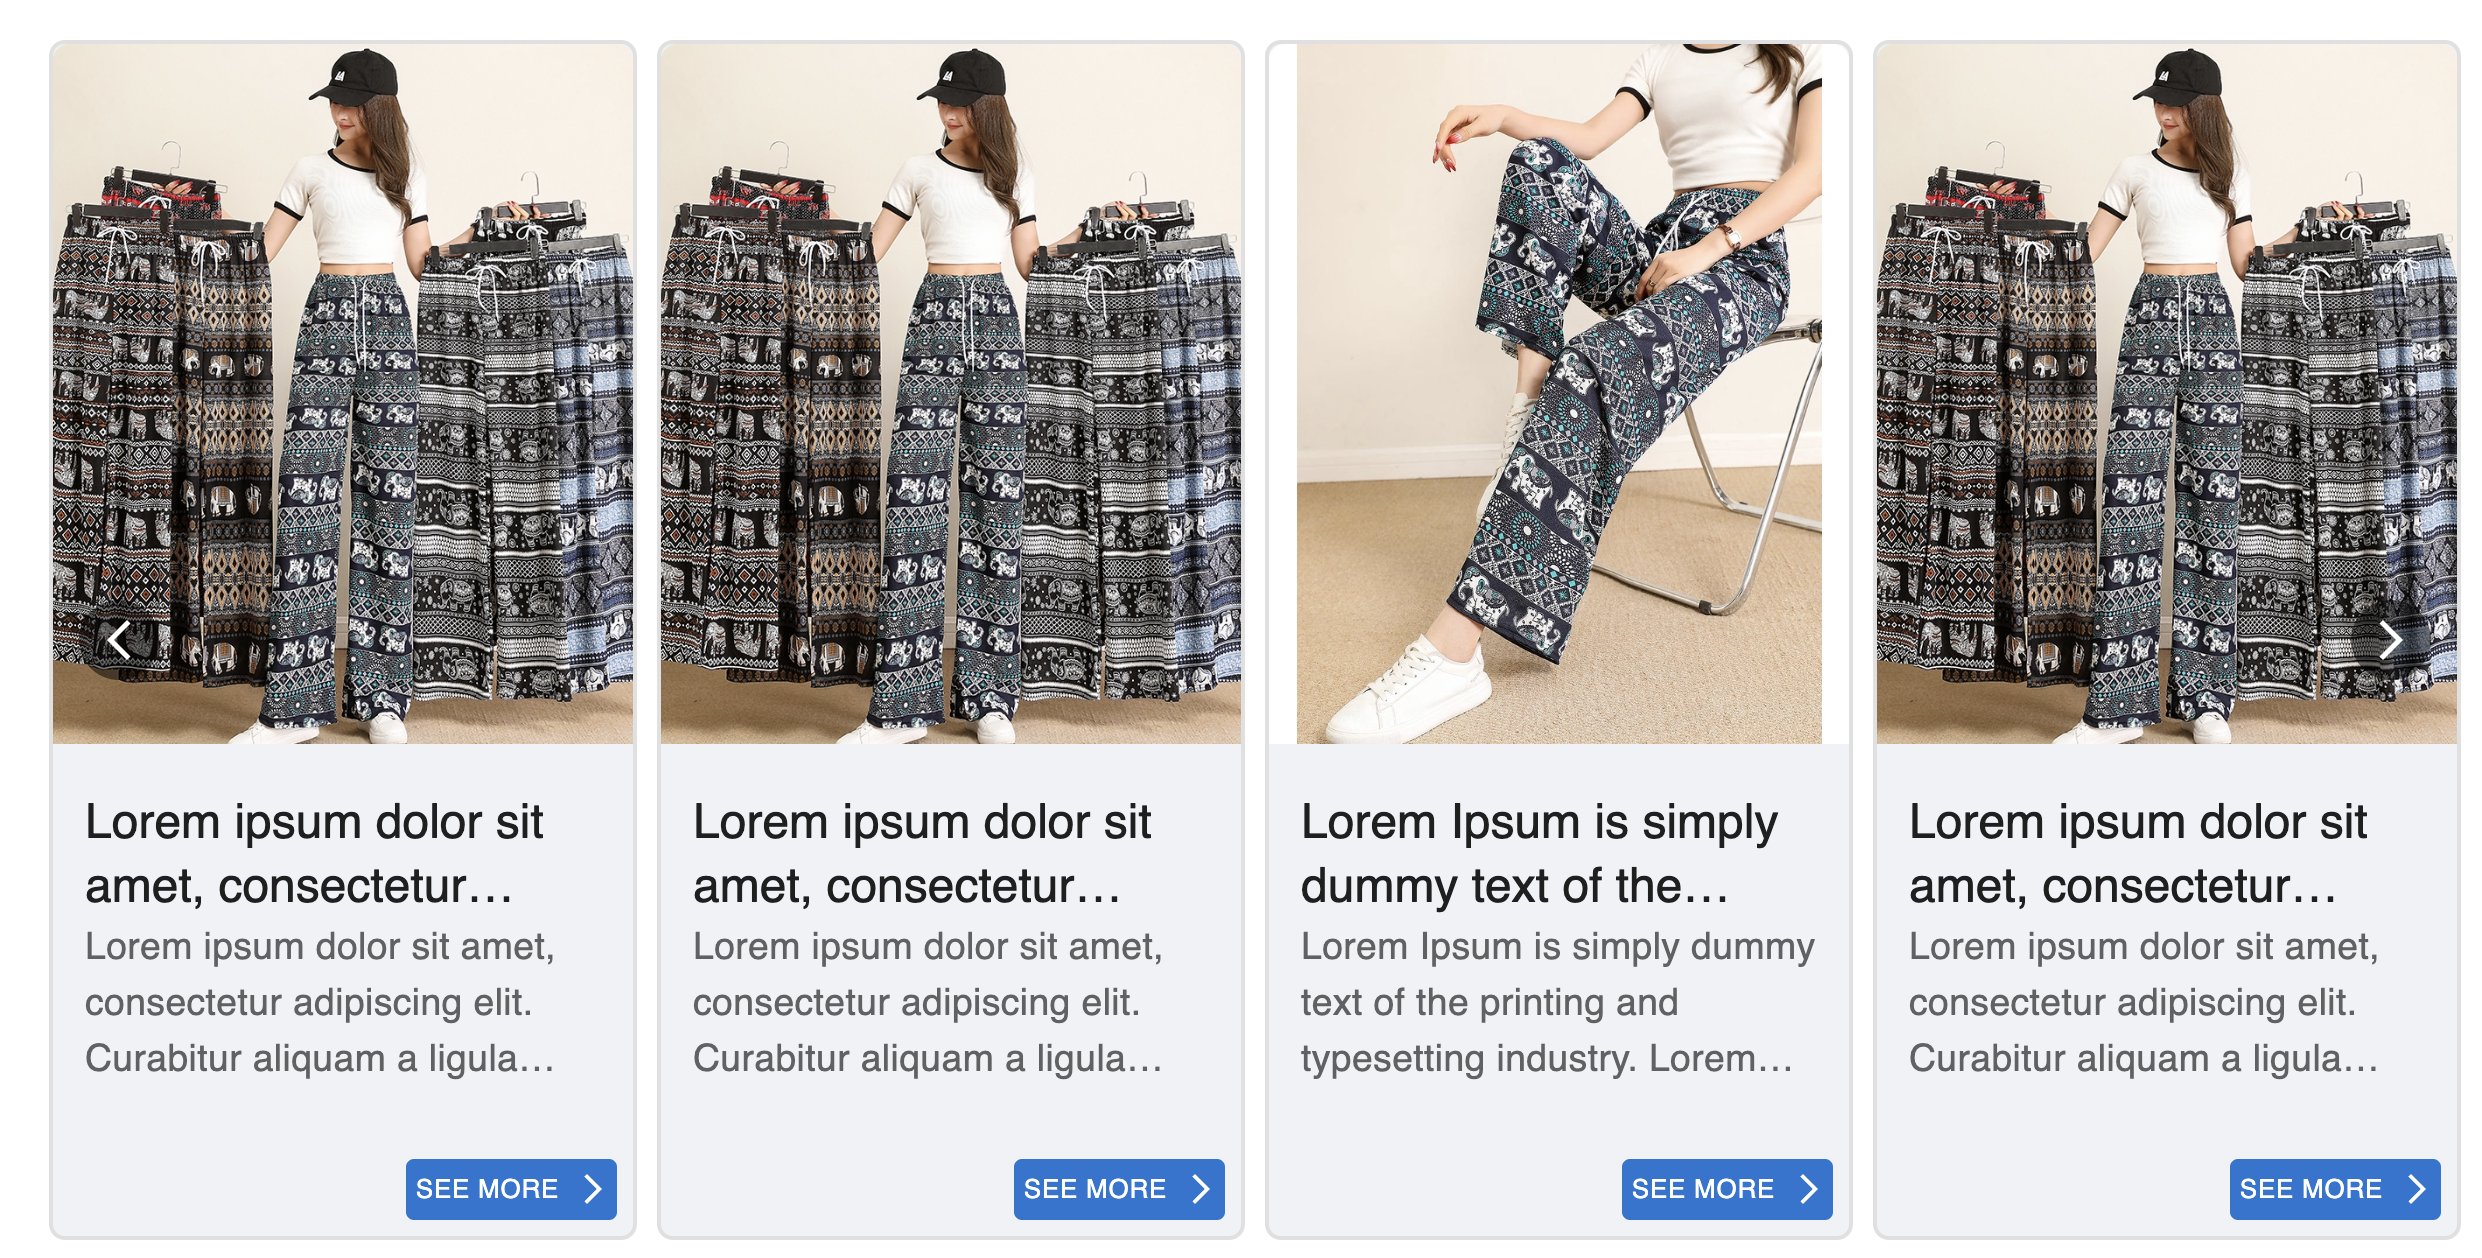 Lorem ipsum dolor sit
amet, consectetur...
Lorem ipsum dolor sit amet,
consectetur adipiscing elit.
Curabitur aliquam a ligula...
SEE MORE
Lorem ipsum dolor sit
amet, consectetur...
Lorem ipsum dolor sit amet,
consectetur adipiscing elit.
Curabitur aliquam a ligula...
SEE MORE
Lorem Ipsum is simply
dummy text of the...
Lorem Ipsum is simply dummy
text of the printing and
typesetting industry. Lorem...
SEE MORE
Lorem ipsum dolor sit
amet, consectetur...
Lorem ipsum dolor sit amet,
consectetur adipiscing elit.
Curabitur aliquam a ligula...
SEE MORE